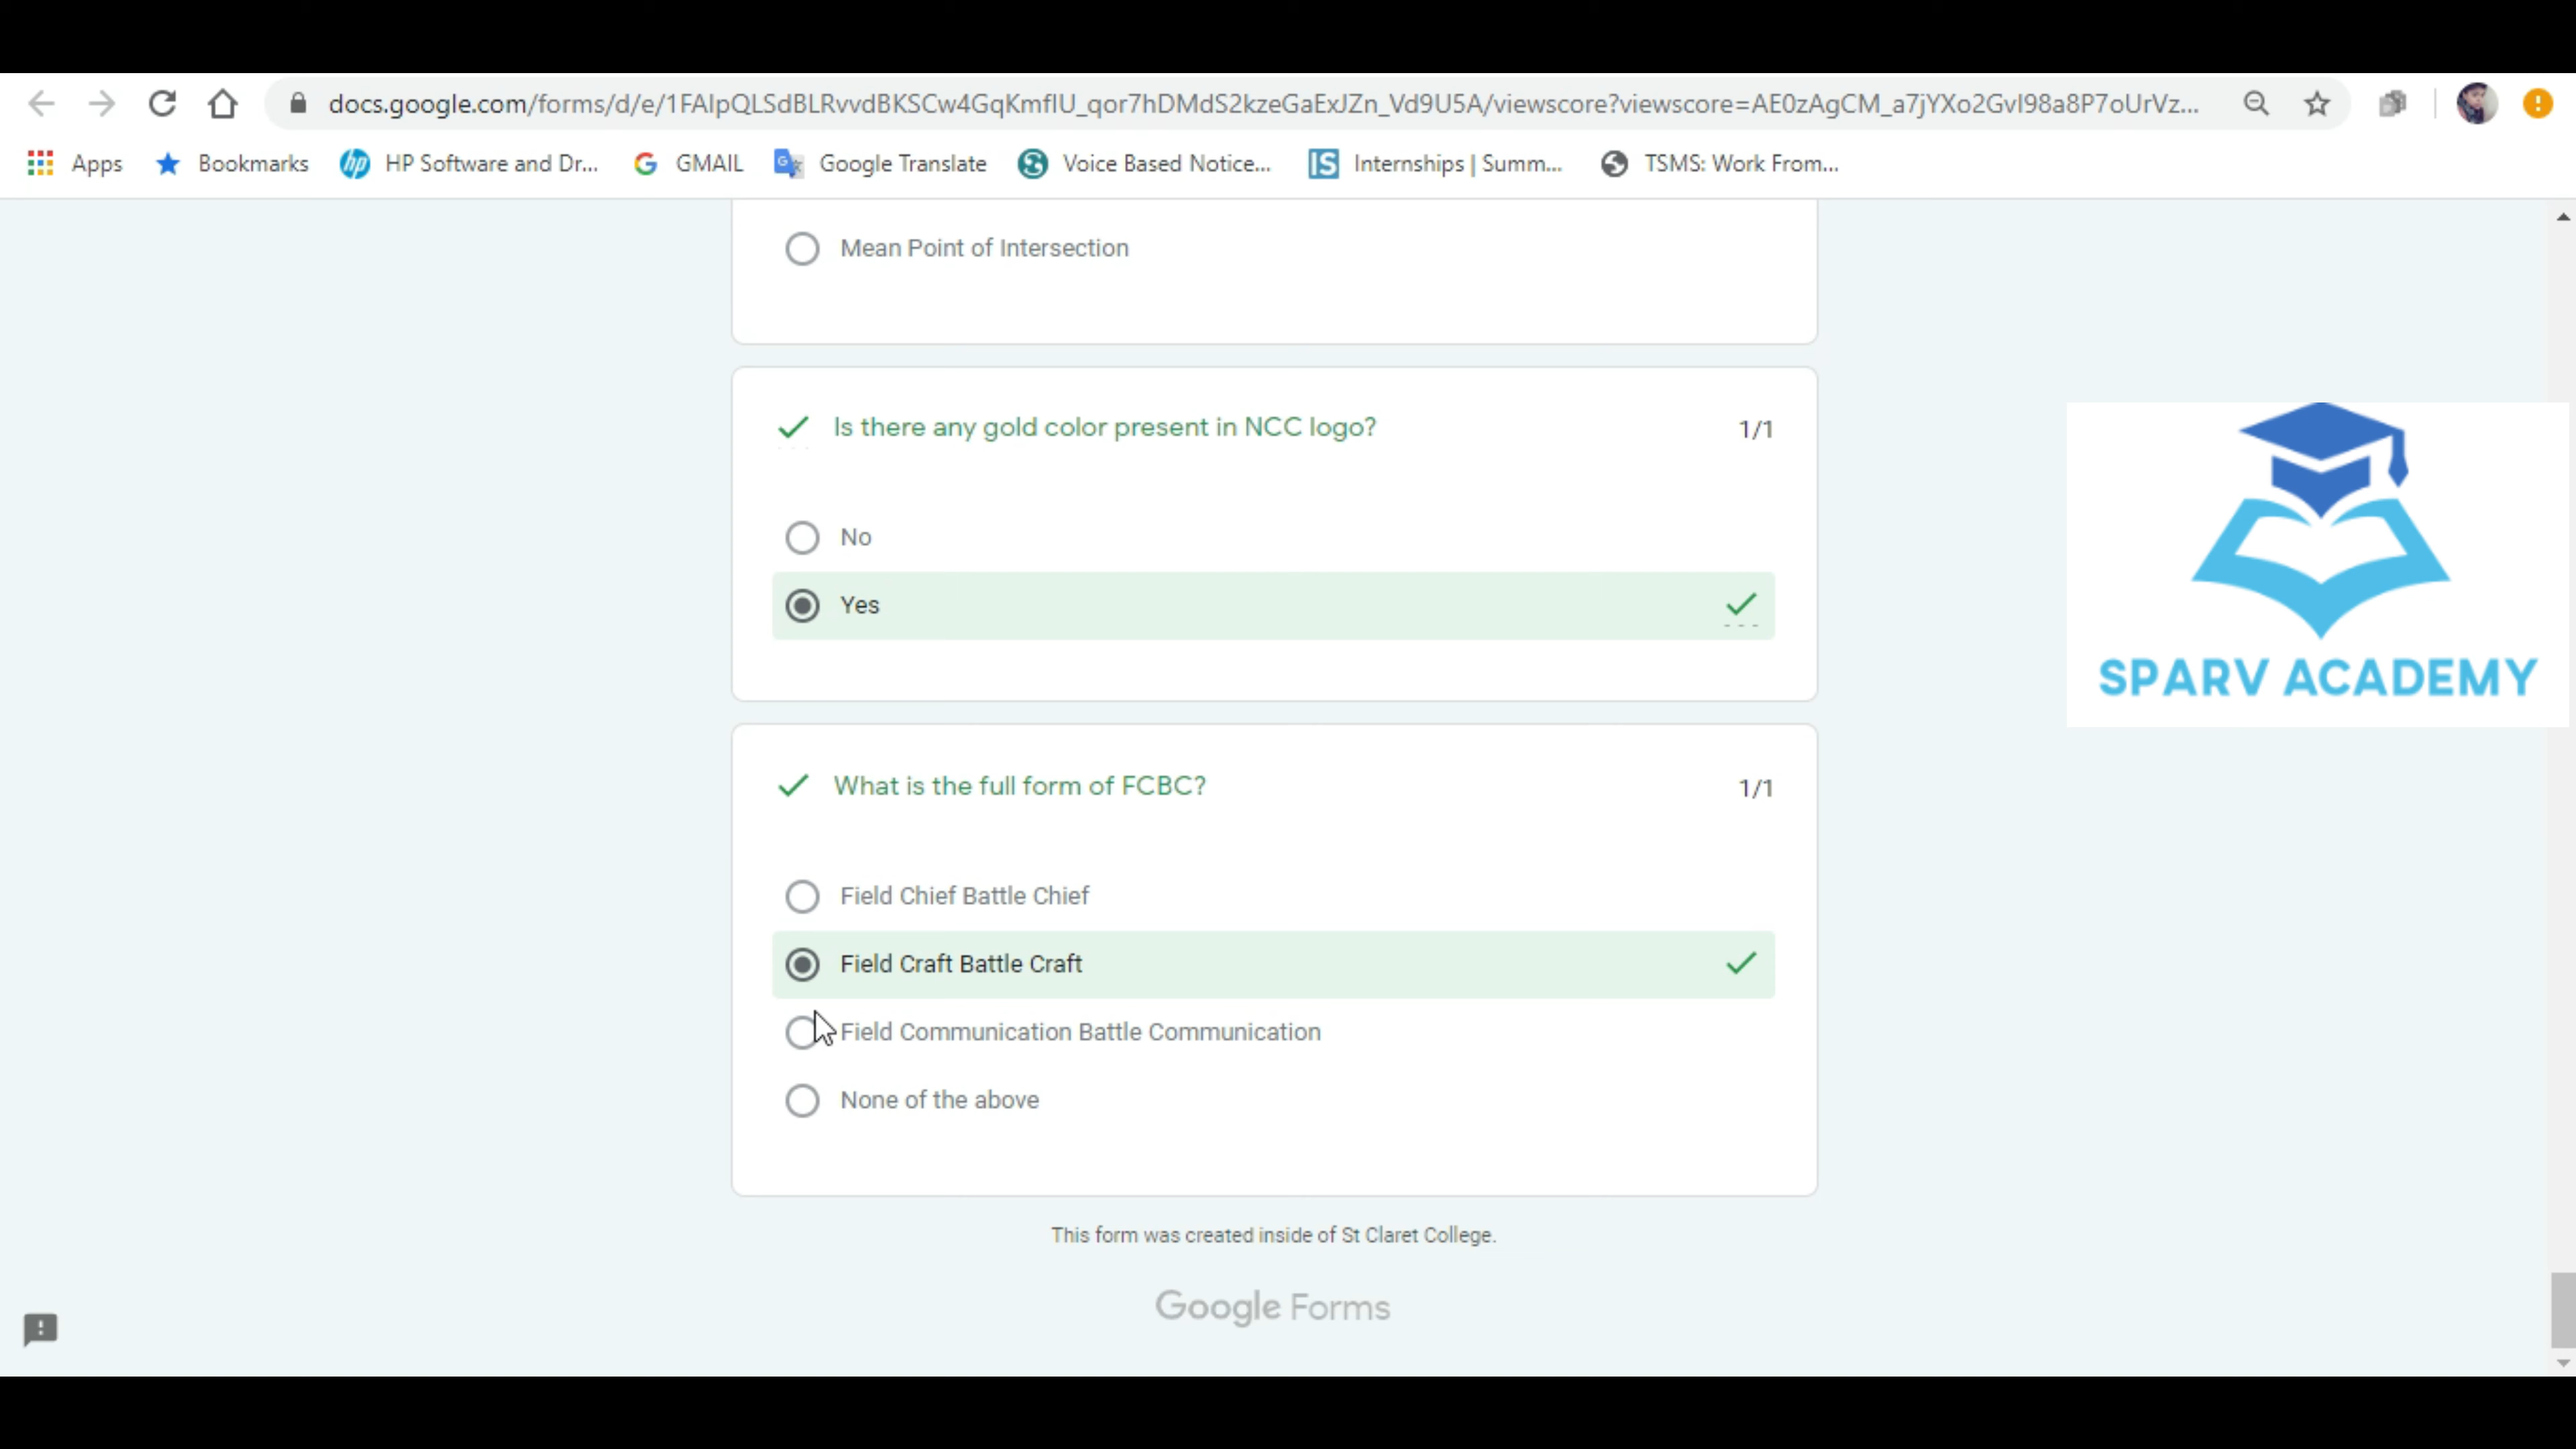 docs.google.com/forms/d/e/1FAIpQLSdBLRvvdBKSCw4GqKmfIU_qor7hDMdS2kzeGaExJZn_Vd9U5A/viewscore?viewscore=AE0zAgCM_a7jYXo2GvI98a8P7oUrVz...
Apps Bookmarks HP Software and Dr... GMAIL Google Translate Voice Based Notice... Internships | Summ... TSMS: Work From...
Mean Point of Intersection
Is there any gold color present in NCC logo? 1/1
No
Yes
SPARV ACADEMY
What is the full form of FCBC? 1/1
Field Chief Battle Chief
Field Craft Battle Craft
Field Communication Battle Communication
None of the above
This form was created inside of St Claret College.
Google Forms